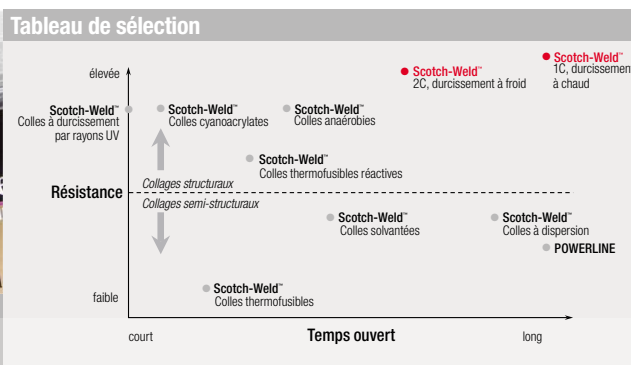 Tableau de sélection
élevée
Scotch-Weld™
1C, durcissement
à chaud
Scotch-Weld™
2C, durcissement à froid
Scotch-Weld™
Colles à durcissement
par rayons UV
Scotch-Weld™
Colles cyanoacrylates
Scotch-Weld™
Colles anaérobies
Scotch-Weld™
Colles thermofusibles réactives
Résistance
Collages structuraux
Collages semi-structuraux
Scotch-Weld™
Colles solvantées
Scotch-Weld™
Colles à dispersion
POWERLINE
faible
Scotch-Weld™
Colles thermofusibles
court
Temps ouvert
long